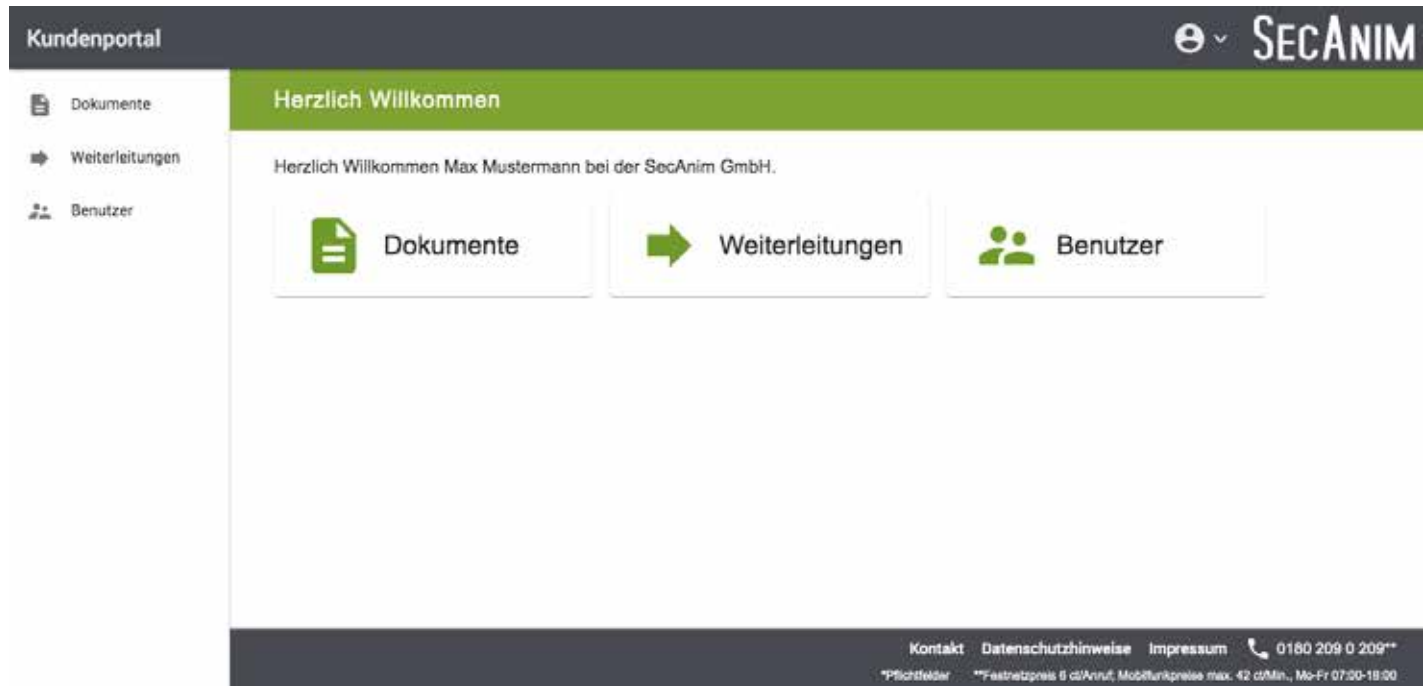 Kundenportal
SECANIM
Dokumente
Weiterleitungen
Benutzer
Herzlich Willkommen
Herzlich Willkommen Max Mustermann bei der SecAnim GmbH.
Dokumente
Weiterleitungen
Benutzer
Kontakt Datenschutzhinweise Impressum 0180 209 0 209**
*Pflichtfelder **Festnetzpreis 6 ct/Anruf, Mobilfunkpreise max. 42 ct/Min., Mo-Fr 07:00-18:00